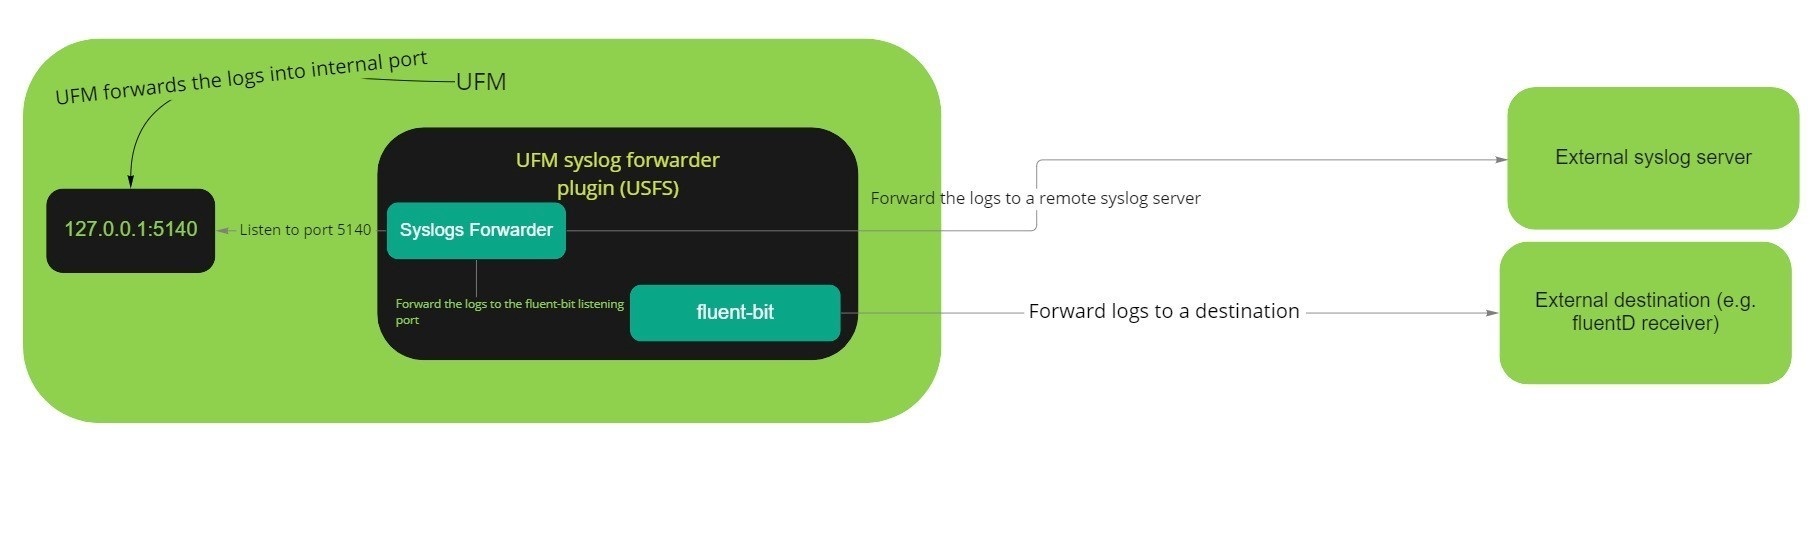 UFM forwards the logs into internal port
UFM
UFM syslog forwarder
plugin (USFS)
127.0.0.1:5140
Listen to port 5140
Syslogs Forwarder
Forward the logs to the fluent-bit listening
port
fluent-bit
Forward the logs to a remote syslog server
External syslog server
Forward logs to a destination
External destination (e.g.
fluentD receiver)